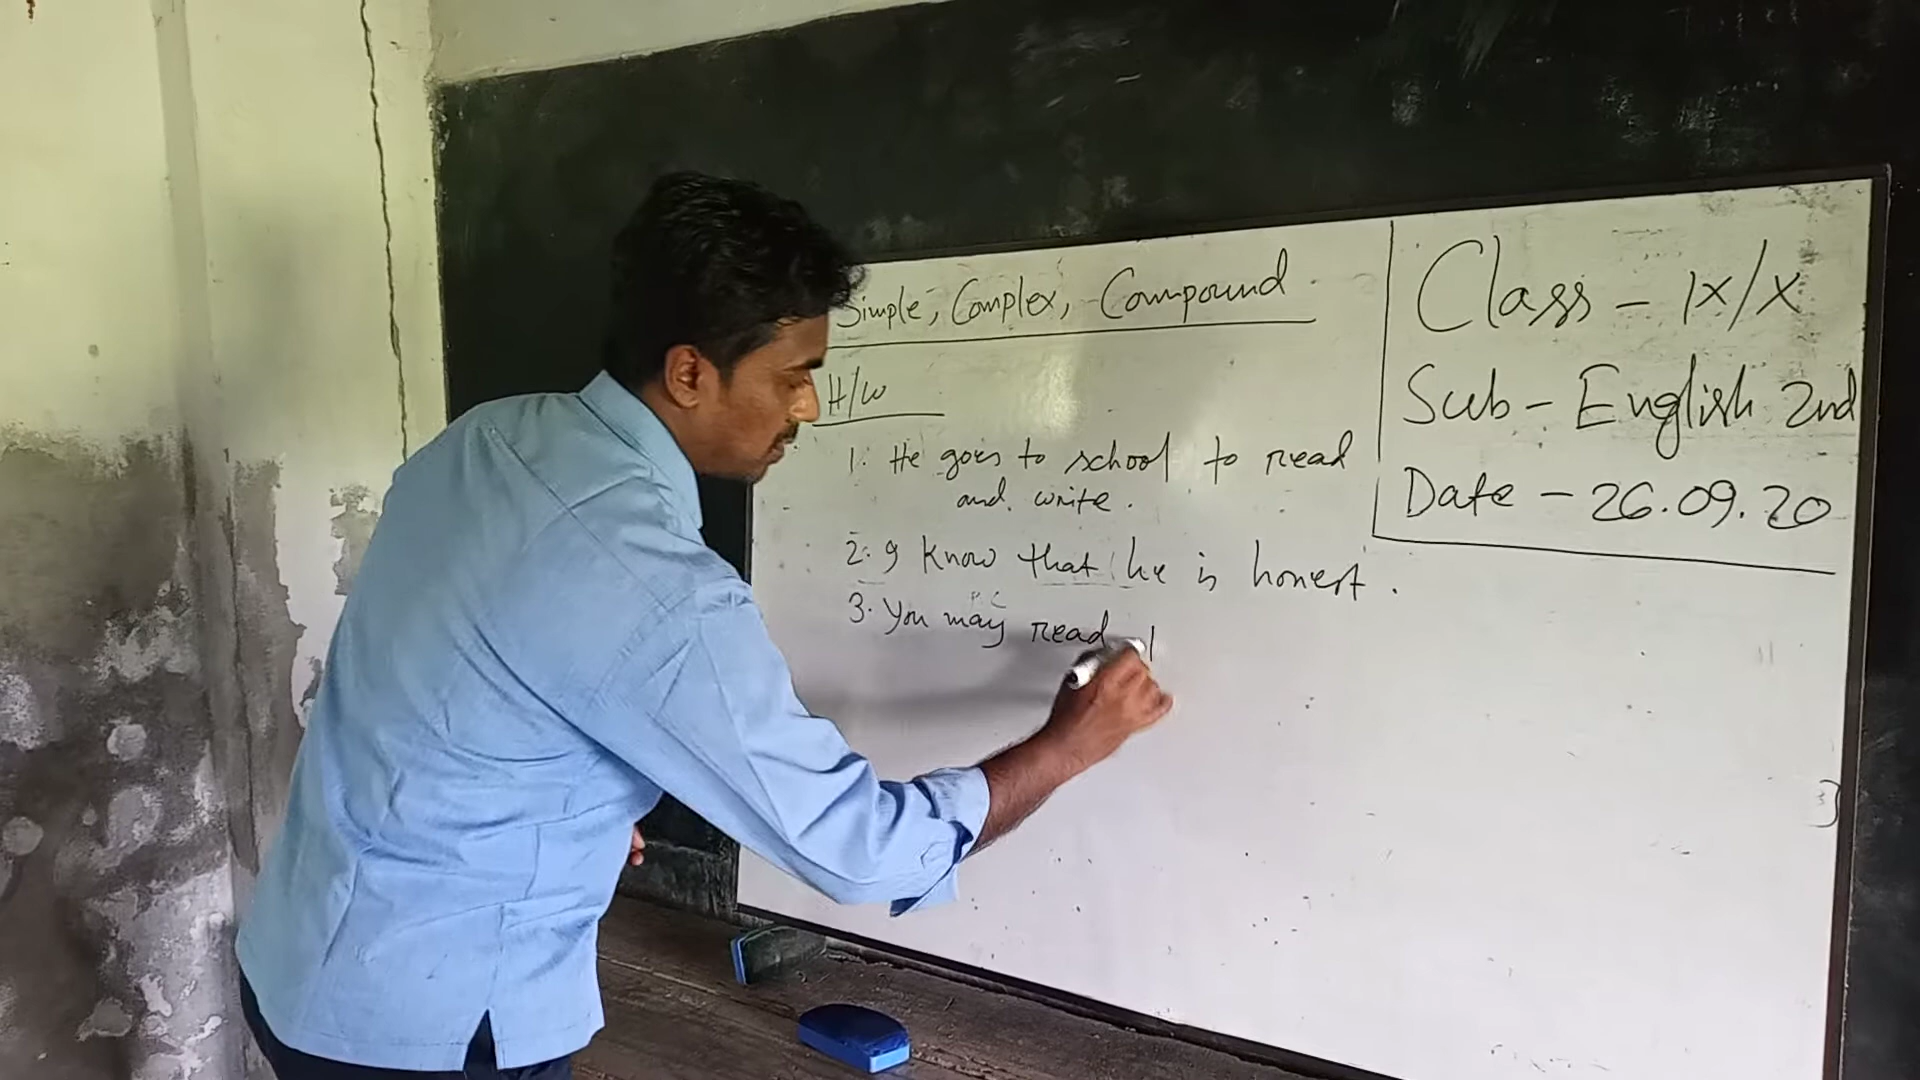 Simple, Complex, Compound
H/W
1. He goes to school to read
and write.
2. I know that he is honest.
3. You may read
Class - IX/X
Sub - English 2nd
Date - 26.09.20